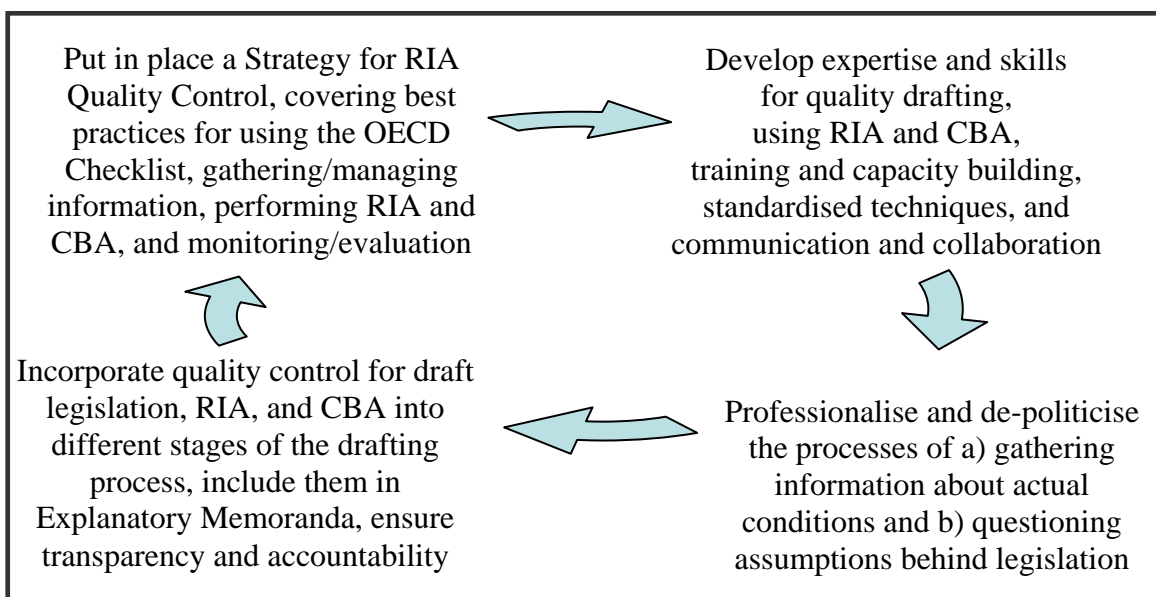 Put in place a Strategy for RIA
Quality Control, covering best
practices for using the OECD
Checklist, gathering/managing
information, performing RIA and
CBA, and monitoring/evaluation
Develop expertise and skills
for quality drafting,
using RIA and CBA,
training and capacity building,
standardised techniques, and
communication and collaboration
Professionalise and de-politicise
the processes of a) gathering
information about actual
conditions and b) questioning
assumptions behind legislation
Incorporate quality control for draft
legislation, RIA, and CBA into
different stages of the drafting
process, include them in
Explanatory Memoranda, ensure
transparency and accountability